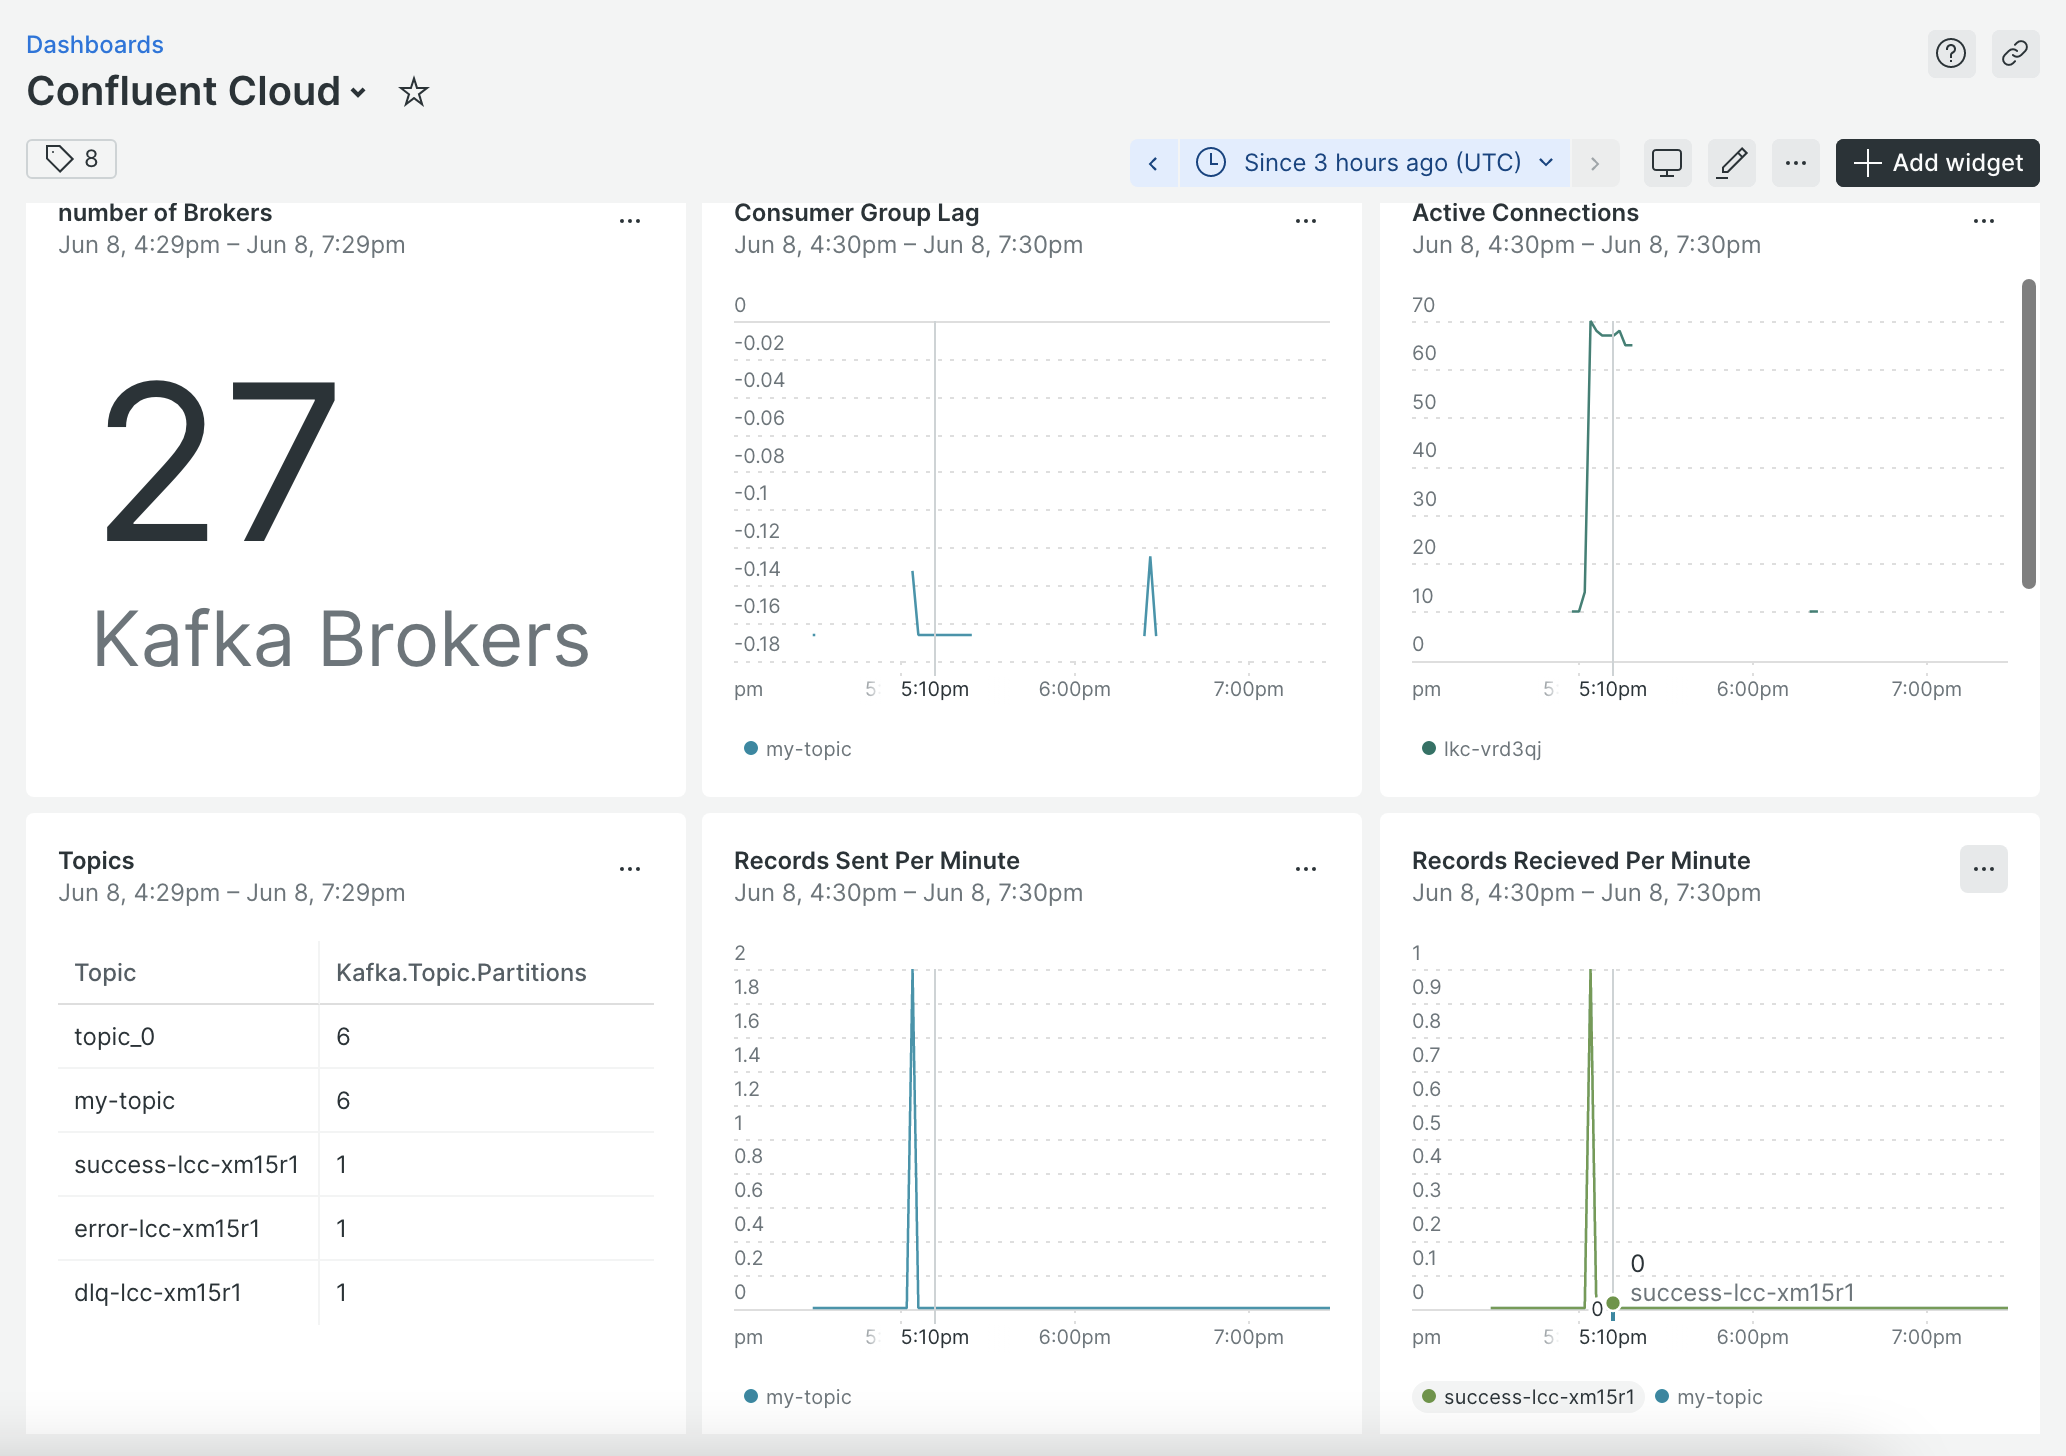 Dashboards
Confluent Cloud
8
Since 3 hours ago (UTC)
Add widget
number of Brokers
Jun 8, 4:29pm – Jun 8, 7:29pm
27
Kafka Brokers
Consumer Group Lag
Jun 8, 4:30pm – Jun 8, 7:30pm
0
-0.02
-0.04
-0.06
-0.08
-0.1
-0.12
-0.14
-0.16
-0.18
pm 5: 5:10pm 6:00pm 7:00pm
my-topic
Active Connections
Jun 8, 4:30pm – Jun 8, 7:30pm
70
60
50
40
30
20
10
0
pm 5: 5:10pm 6:00pm 7:00pm
lkc-vrd3qj
Topics
Jun 8, 4:29pm – Jun 8, 7:29pm
Topic Kafka.Topic.Partitions
topic_0 6
my-topic 6
success-lcc-xm15r1 1
error-lcc-xm15r1 1
dlq-lcc-xm15r1 1
Records Sent Per Minute
Jun 8, 4:30pm – Jun 8, 7:30pm
2
1.8
1.6
1.4
1.2
1
0.8
0.6
0.4
0.2
0
pm 5: 5:10pm 6:00pm 7:00pm
my-topic
Records Recieved Per Minute
Jun 8, 4:30pm – Jun 8, 7:30pm
1
0.9
0.8
0.7
0.6
0.5
0.4
0.3
0.2
0.1
0
0
success-lcc-xm15r1
0
pm 5: 5:10pm 6:00pm 7:00pm
success-lcc-xm15r1 my-topic